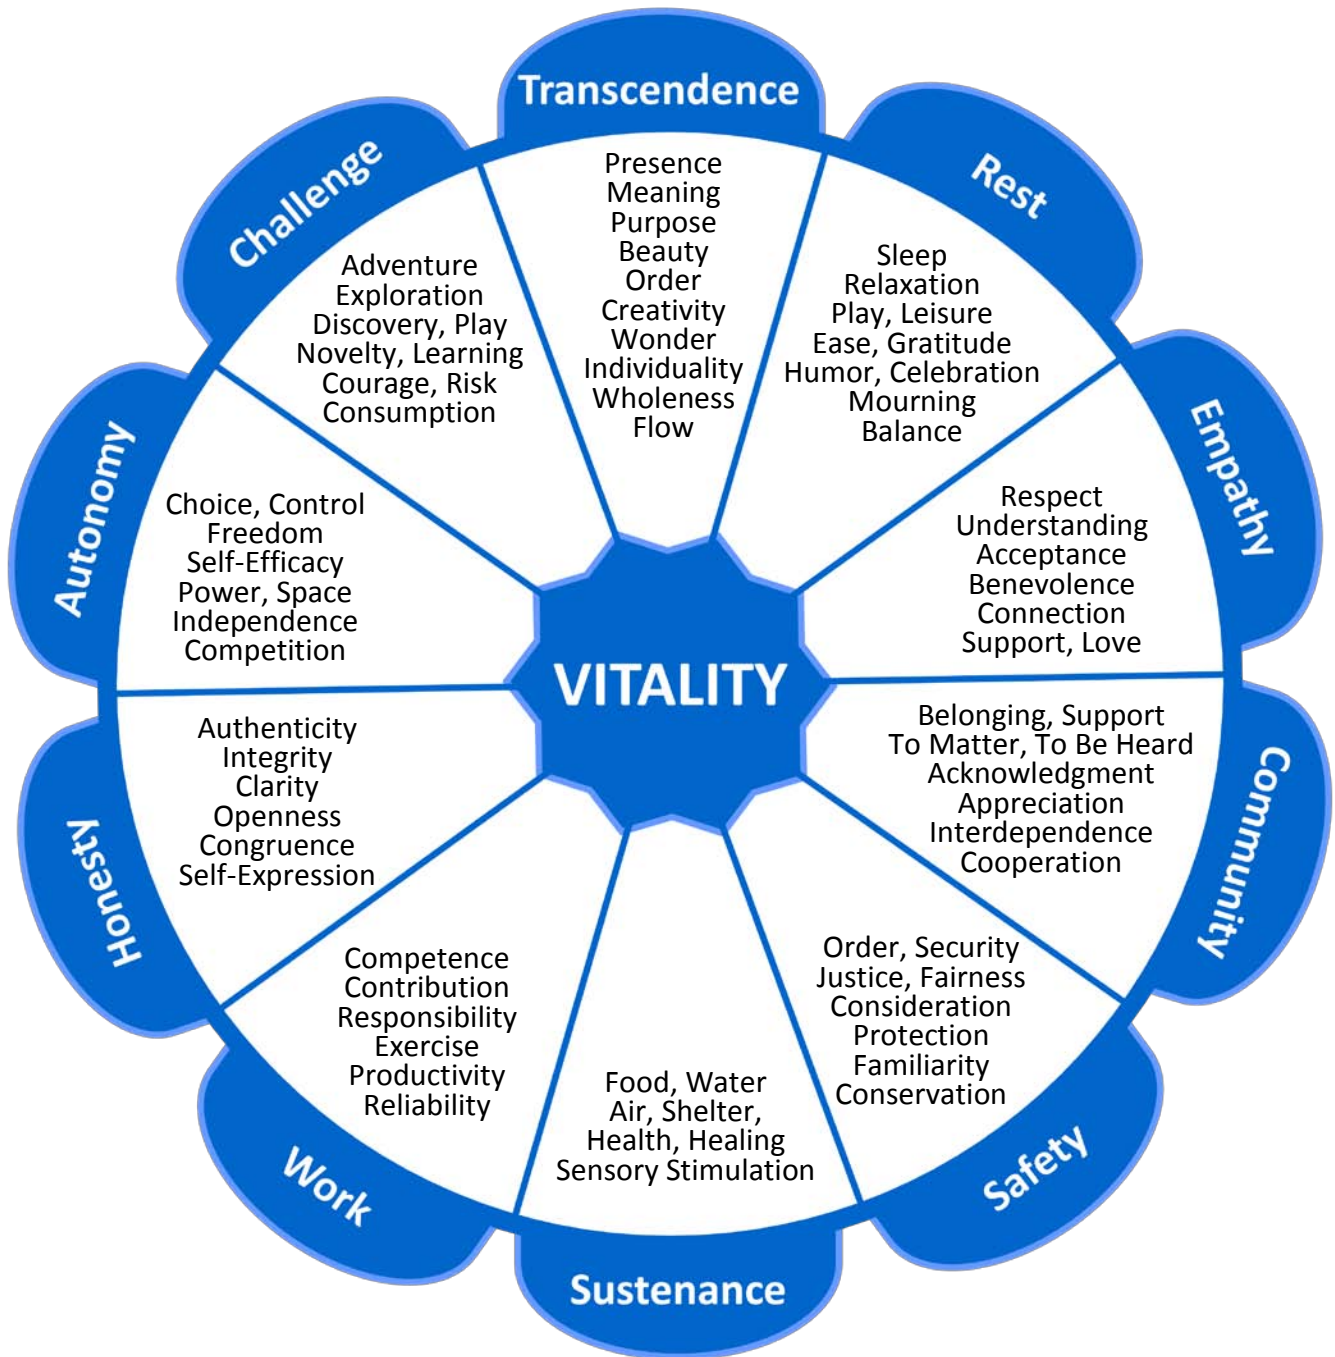 Transcendence
Presence
Meaning
Purpose
Beauty
Order
Creativity
Wonder
Individuality
Wholeness
Flow
Rest
Sleep
Relaxation
Play, Leisure
Ease, Gratitude
Humor, Celebration
Mourning
Balance
Empathy
Respect
Understanding
Acceptance
Benevolence
Connection
Support, Love
Community
Belonging, Support
To Matter, To Be Heard
Acknowledgment
Appreciation
Interdependence
Cooperation
Safety
Order, Security
Justice, Fairness
Consideration
Protection
Familiarity
Conservation
Sustenance
Food, Water
Air, Shelter,
Health, Healing
Sensory Stimulation
Work
Competence
Contribution
Responsibility
Exercise
Productivity
Reliability
Honesty
Authenticity
Integrity
Clarity
Openness
Congruence
Self-Expression
Autonomy
Choice, Control
Freedom
Self-Efficacy
Power, Space
Independence
Competition
Challenge
Adventure
Exploration
Discovery, Play
Novelty, Learning
Courage, Risk
Consumption
VITALITY